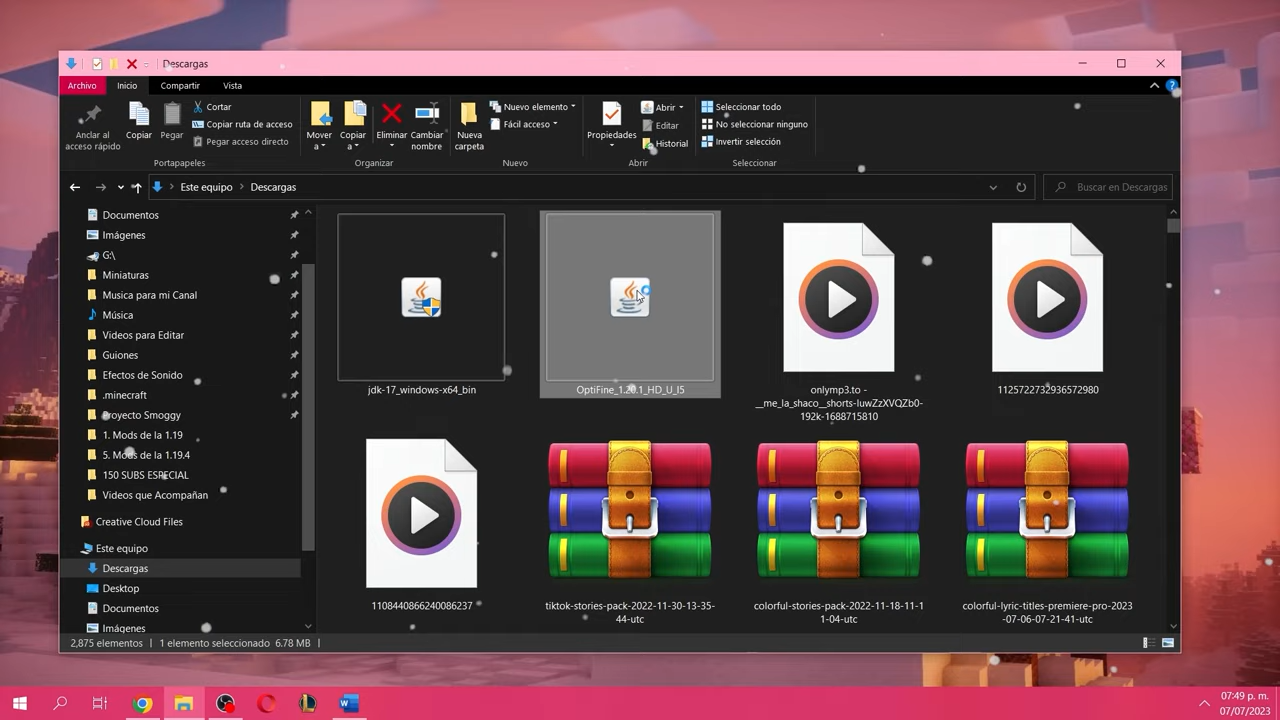 Descargas
Archivo
Inicio
Compartir
Vista
Anclar al
acceso rápido
Copiar
Pegar
Cortar
Copiar ruta de acceso
Pegar acceso directo
Portapapeles
Mover
a
Copiar
a
Eliminar
Cambiar
nombre
Organizar
Nueva
carpeta
Nuevo elemento
Fácil acceso
Nuevo
Propiedades
Abrir
Editar
Historial
Abrir
Seleccionar todo
No seleccionar ninguno
Invertir selección
Seleccionar
Este equipo
Descargas
Buscar en Descargas
Documentos
Imágenes
G:\
Miniaturas
Musica para mi Canal
Música
Videos para Editar
Guiones
Efectos de Sonido
.minecraft
Proyecto Smoggy
1. Mods de la 1.19
5. Mods de la 1.19.4
150 SUBS ESPECIAL
Videos que Acompañan
Creative Cloud Files
Este equipo
Descargas
Desktop
Documentos
Imágenes
jdk-17_windows-x64_bin
OptiFine_1.20.1_HD_U_I5
onlymp3.to -
__me_la_shaco__shorts-IuwZzXVQZb0-
192k-1688715810
1125722732936572980
1108440866240086237
tiktok-stories-pack-2022-11-30-13-35-
44-utc
colorful-stories-pack-2022-11-18-11-1
1-04-utc
colorful-lyric-titles-premiere-pro-2023
-07-06-07-21-41-utc
2,875 elementos
1 elemento seleccionado 6.78 MB
07:49 p. m.
07/07/2023